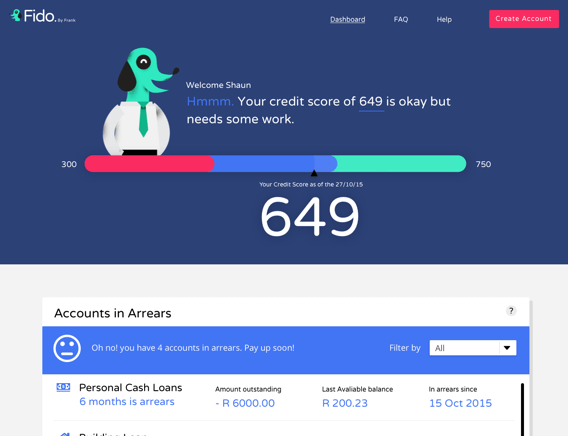 Fido. By Frank
Dashboard
FAQ
Help
Create Account
Welcome Shaun
Hmmm. Your credit score of 649 is okay but
needs some work.
300
750
Your Credit Score as of the 27/10/15
649
Accounts in Arrears
?
Oh no! you have 4 accounts in arrears. Pay up soon!
Filter by
All
Personal Cash Loans
6 months is arrears
Amount outstanding
- R 6000.00
Last Avaliable balance
R 200.23
In arrears since
15 Oct 2015